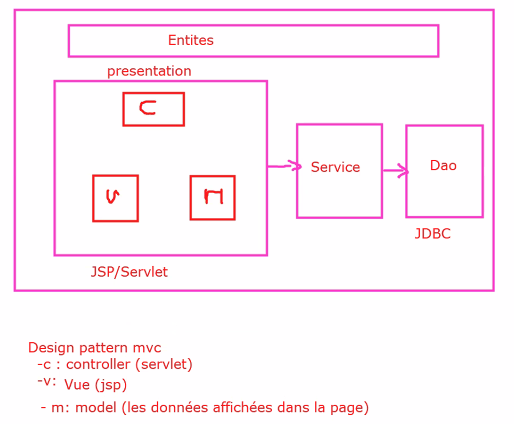 Entites
presentation
c
v
m
Service
Dao
JSP/Servlet
JDBC
Design pattern mvc
-c : controller (servlet)
-v: Vue (jsp)
- m: model (les données affichées dans la page)